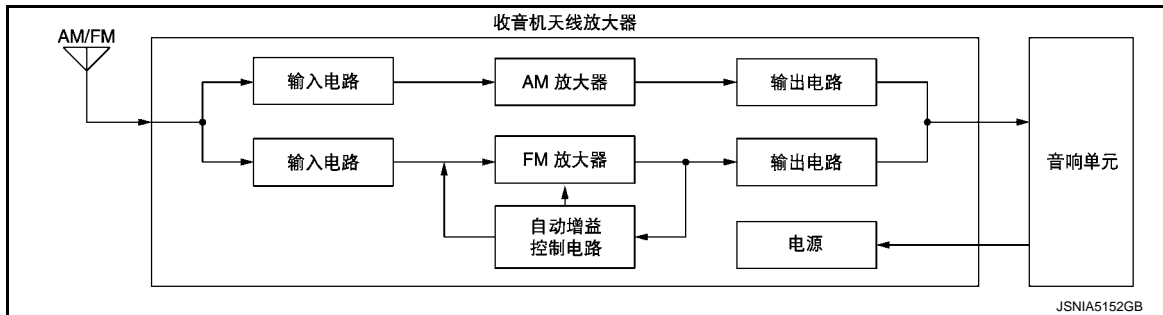 收音机天线放大器
AM/FM
输入电路
AM 放大器
输出电路
输入电路
FM 放大器
输出电路
音响单元
自动增益
控制电路
电源
JSNIA5152GB